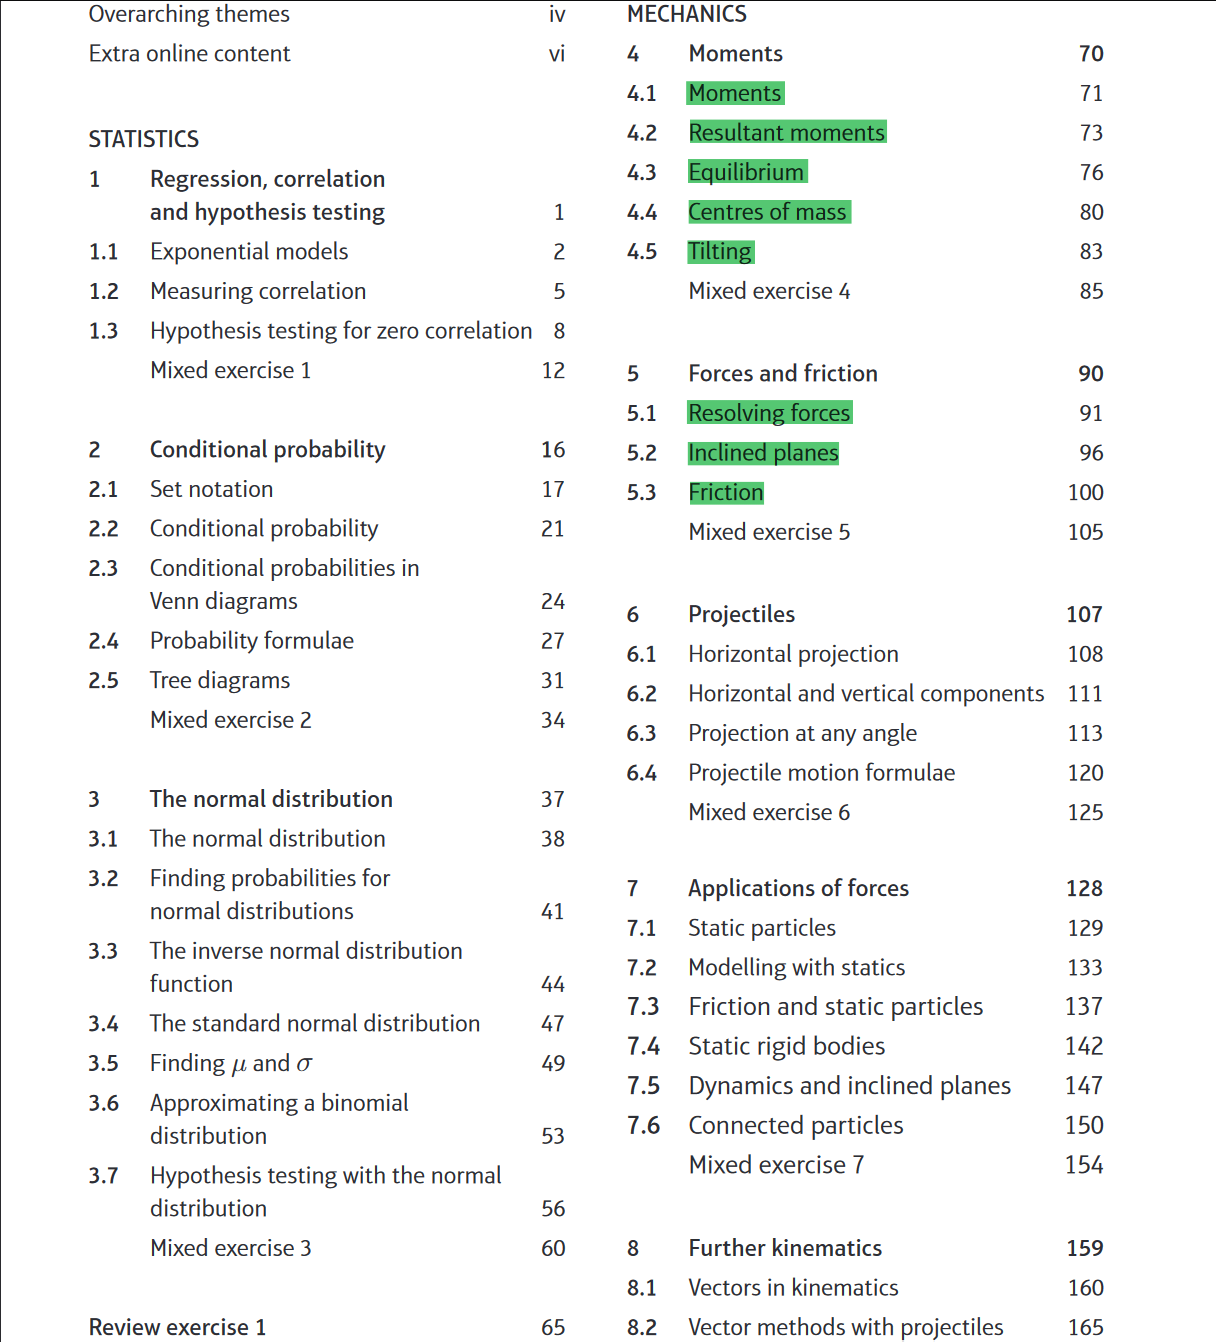 Overarching themes iv
Extra online content vi
STATISTICS
1 Regression, correlation
and hypothesis testing 1
1.1 Exponential models 2
1.2 Measuring correlation 5
1.3 Hypothesis testing for zero correlation 8
Mixed exercise 1 12
2 Conditional probability 16
2.1 Set notation 17
2.2 Conditional probability 21
2.3 Conditional probabilities in
Venn diagrams 24
2.4 Probability formulae 27
2.5 Tree diagrams 31
Mixed exercise 2 34
3 The normal distribution 37
3.1 The normal distribution 38
3.2 Finding probabilities for
normal distributions 41
3.3 The inverse normal distribution
function 44
3.4 The standard normal distribution 47
3.5 Finding μ and σ 49
3.6 Approximating a binomial
distribution 53
3.7 Hypothesis testing with the normal
distribution 56
Mixed exercise 3 60
Review exercise 1 65
MECHANICS
4 Moments 70
4.1 Moments 71
4.2 Resultant moments 73
4.3 Equilibrium 76
4.4 Centres of mass 80
4.5 Tilting 83
Mixed exercise 4 85
5 Forces and friction 90
5.1 Resolving forces 91
5.2 Inclined planes 96
5.3 Friction 100
Mixed exercise 5 105
6 Projectiles 107
6.1 Horizontal projection 108
6.2 Horizontal and vertical components 111
6.3 Projection at any angle 113
6.4 Projectile motion formulae 120
Mixed exercise 6 125
7 Applications of forces 128
7.1 Static particles 129
7.2 Modelling with statics 133
7.3 Friction and static particles 137
7.4 Static rigid bodies 142
7.5 Dynamics and inclined planes 147
7.6 Connected particles 150
Mixed exercise 7 154
8 Further kinematics 159
8.1 Vectors in kinematics 160
8.2 Vector methods with projectiles 165